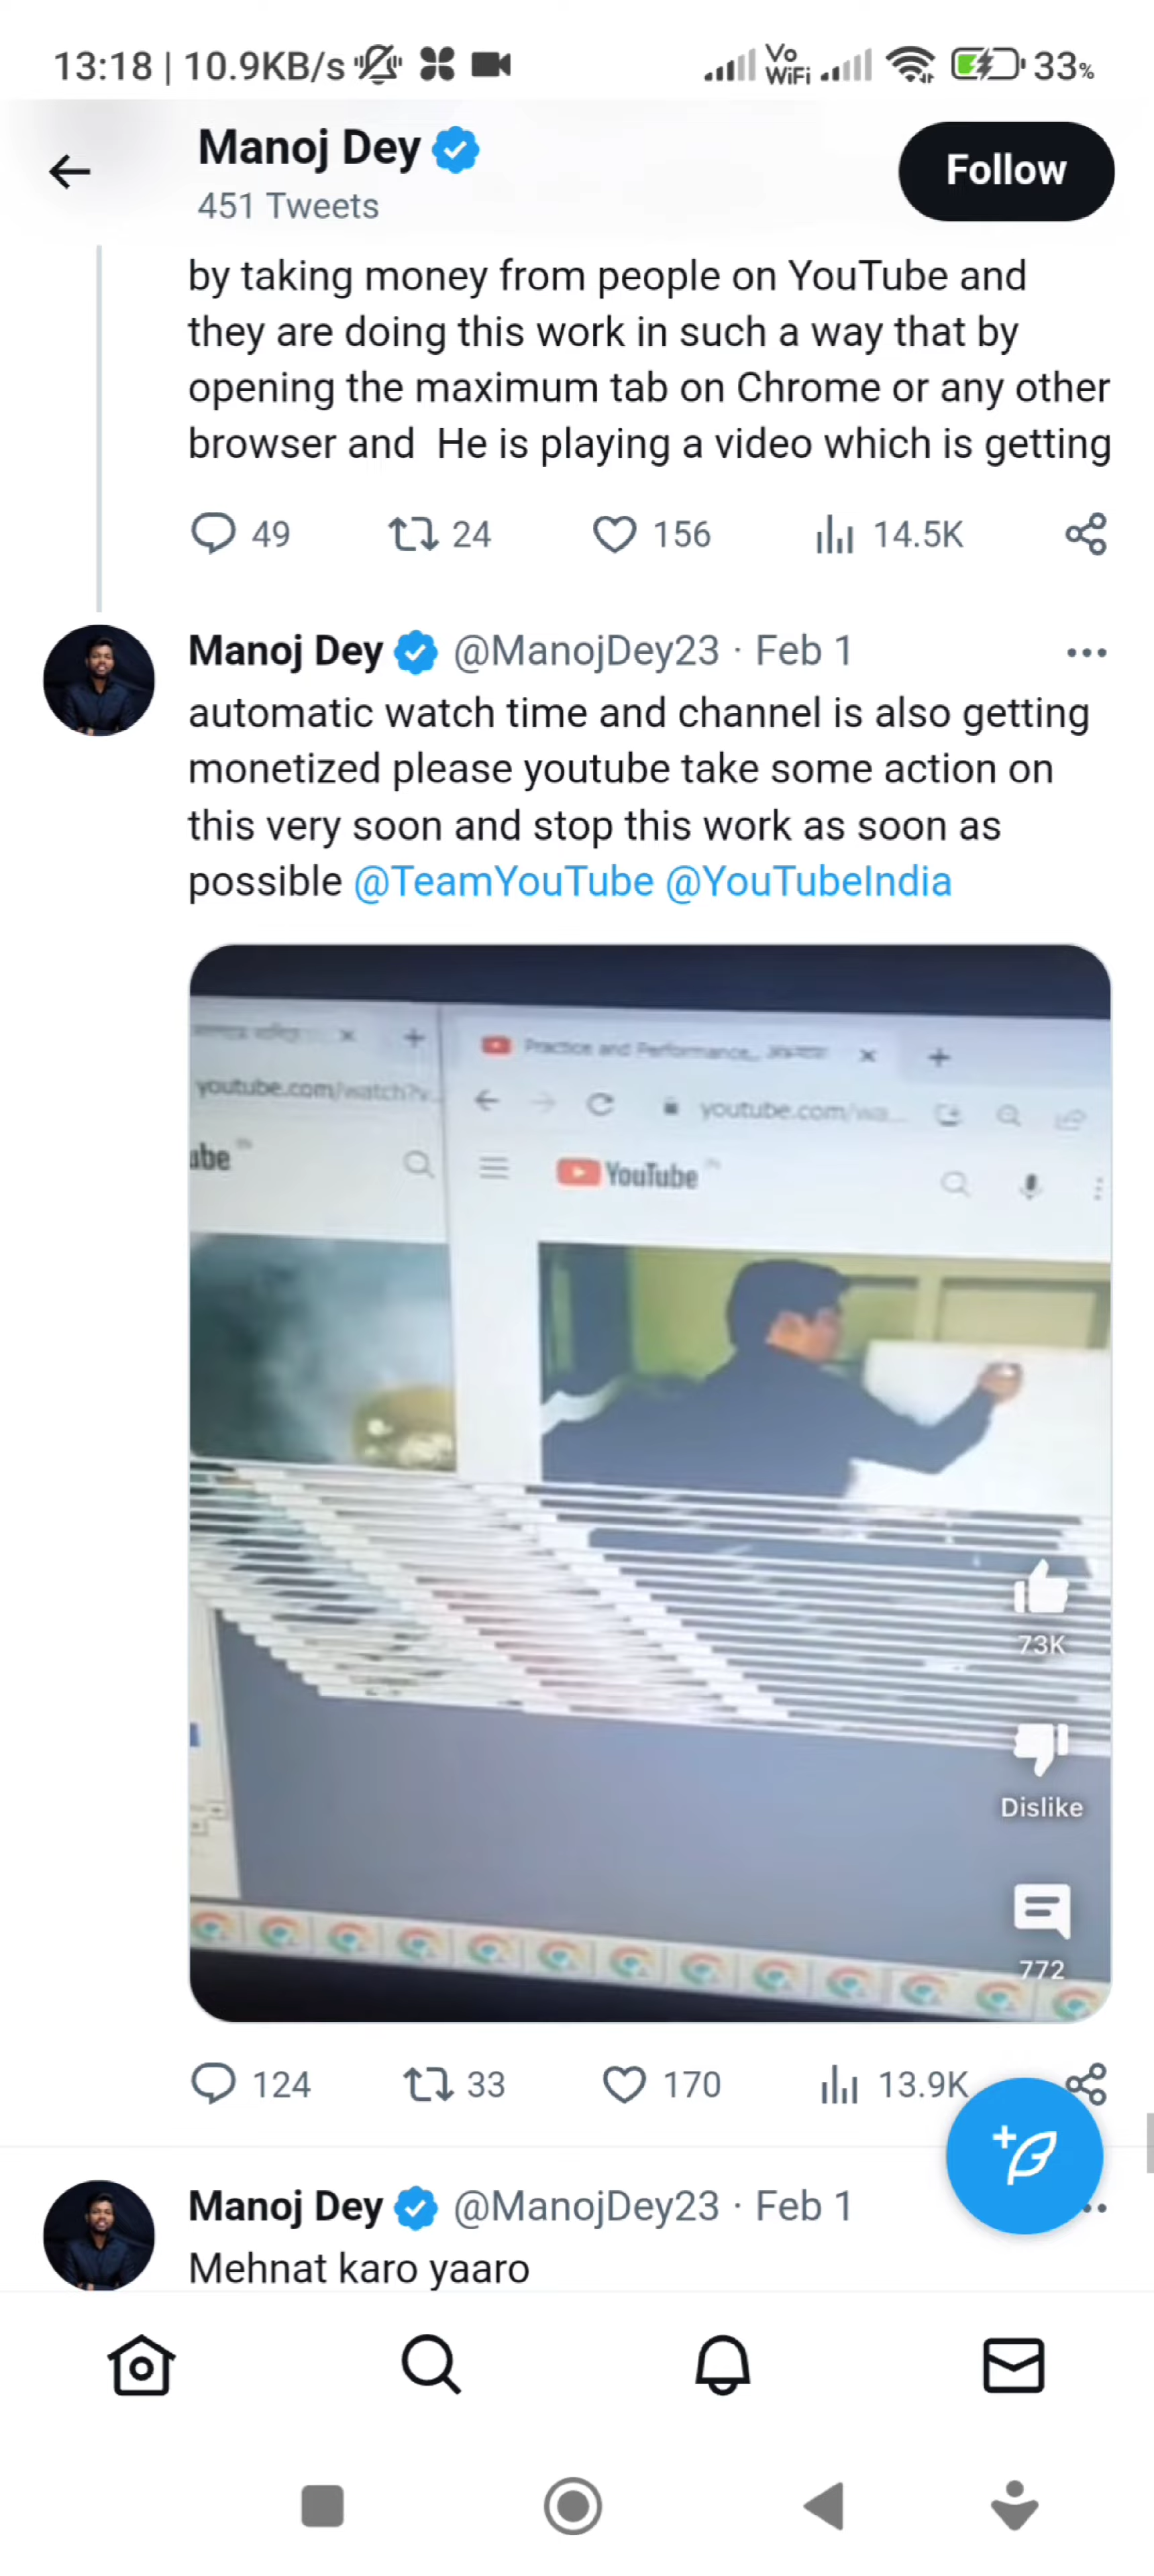 13:18 | 10.9KB/s
Vo
WiFi
33%
Manoj Dey
451 Tweets
Follow
by taking money from people on YouTube and
they are doing this work in such a way that by
opening the maximum tab on Chrome or any other
browser and  He is playing a video which is getting
49
24
156
14.5K
Manoj Dey @ManojDey23 · Feb 1
automatic watch time and channel is also getting
monetized please youtube take some action on
this very soon and stop this work as soon as
possible @TeamYouTube @YouTubeIndia
Practice and Performance,
youtube.com/watch?v...
youtube.com/wa...
ube
YouTube
73K
Dislike
772
124
33
170
13.9K
Manoj Dey @ManojDey23 · Feb 1
Mehnat karo yaaro